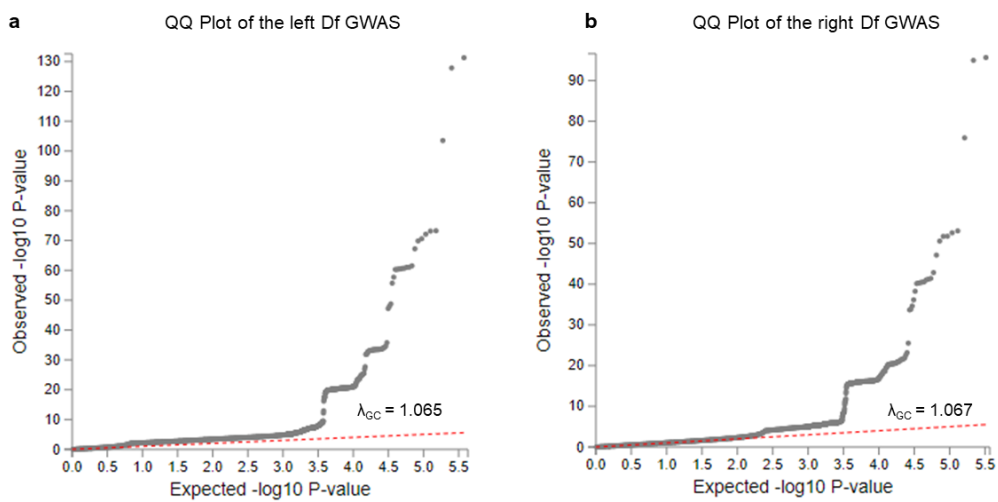 a
QQ Plot of the left Df GWAS
130
120
110
100
90
80
70
60
50
40
30
20
10
0
Observed -log10 P-value
λGC = 1.065
0.0 0.5 1.0 1.5 2.0 2.5 3.0 3.5 4.0 4.5 5.0 5.5
Expected -log10 P-value
b
QQ Plot of the right Df GWAS
90
80
70
60
50
40
30
20
10
0
Observed -log10 P-value
λGC = 1.067
0.0 0.5 1.0 1.5 2.0 2.5 3.0 3.5 4.0 4.5 5.0 5.5
Expected -log10 P-value